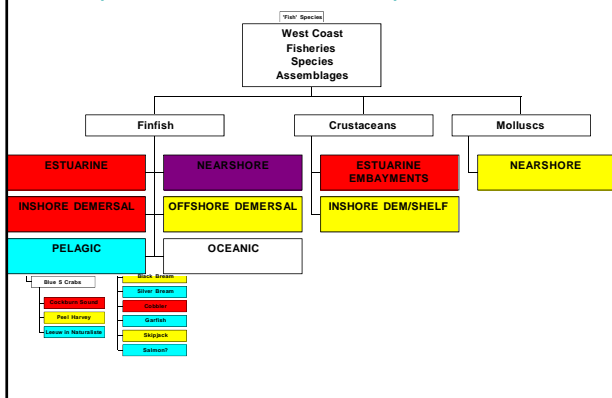 'Fish' Species
West Coast
Fisheries
Species
Assemblages
Finfish
Crustaceans
Molluscs
ESTUARINE
NEARSHORE
ESTUARINE
EMBAYMENTS
NEARSHORE
INSHORE DEMERSAL
OFFSHORE DEMERSAL
INSHORE DEM/SHELF
PELAGIC
OCEANIC
Blue S Crabs
Cockburn Sound
Peel Harvey
Leeuw in Naturaliste
Black Bream
Silver Bream
Cobbler
Garfish
Skipjack
Salmon?